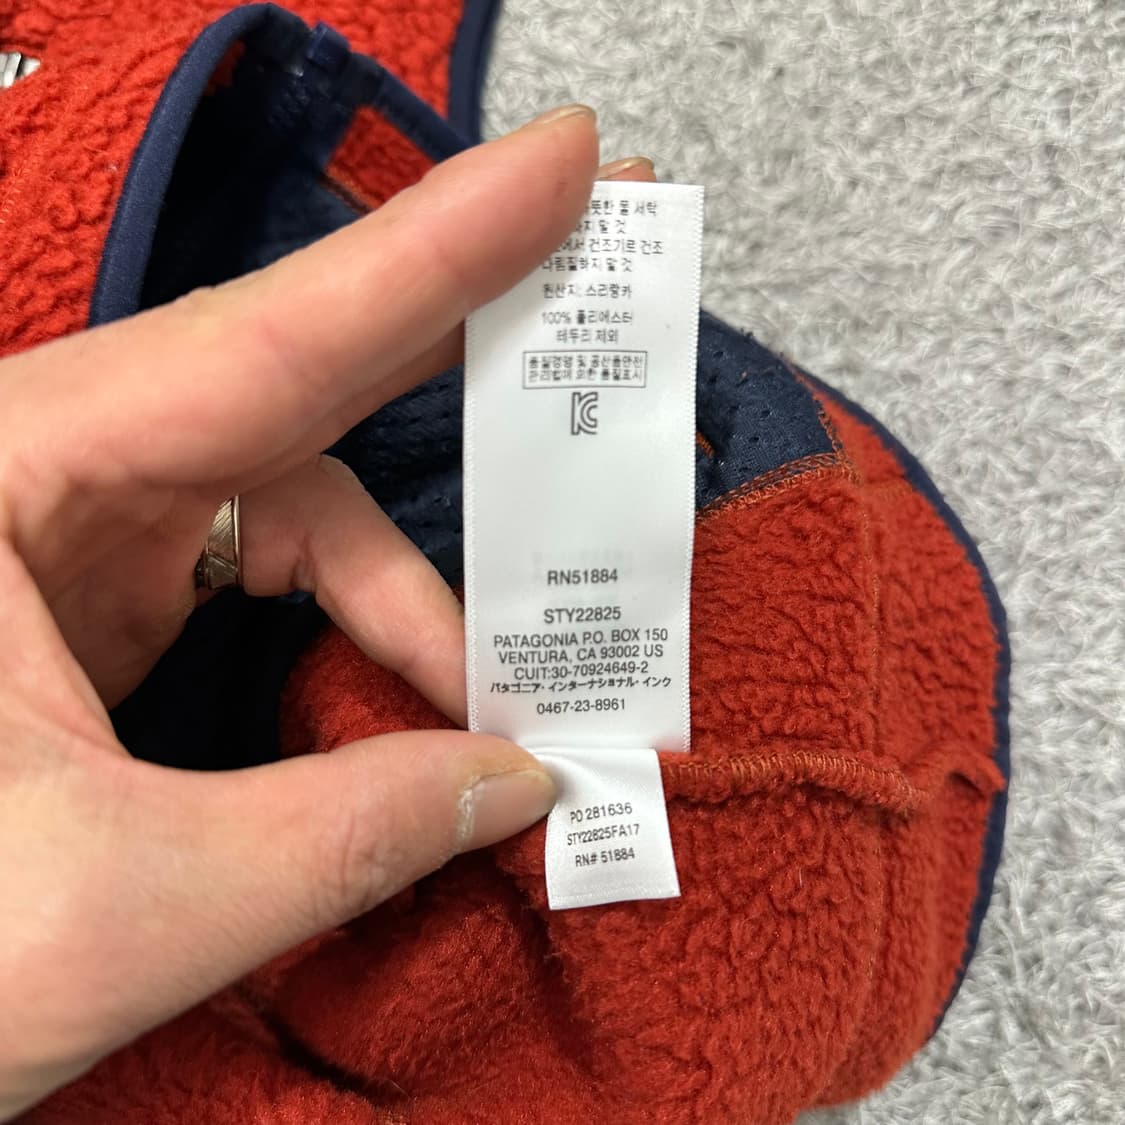 뜻한 물 세탁
하지 말 것
에서 건조기로 건조
다림질하지 말 것
원산지: 스리랑카
100% 폴리에스터
테두리 제외
품질경영 및 공산품안전
관리법에 의한 품질표시
KC
RN51884
STY22825
PATAGONIA P.O. BOX 150
VENTURA, CA 93002 US
CUIT:30-70924649-2
パタゴニア・インターナショナル・インク
0467-23-8961
PO 281636
STY22825FA17
RN# 51884